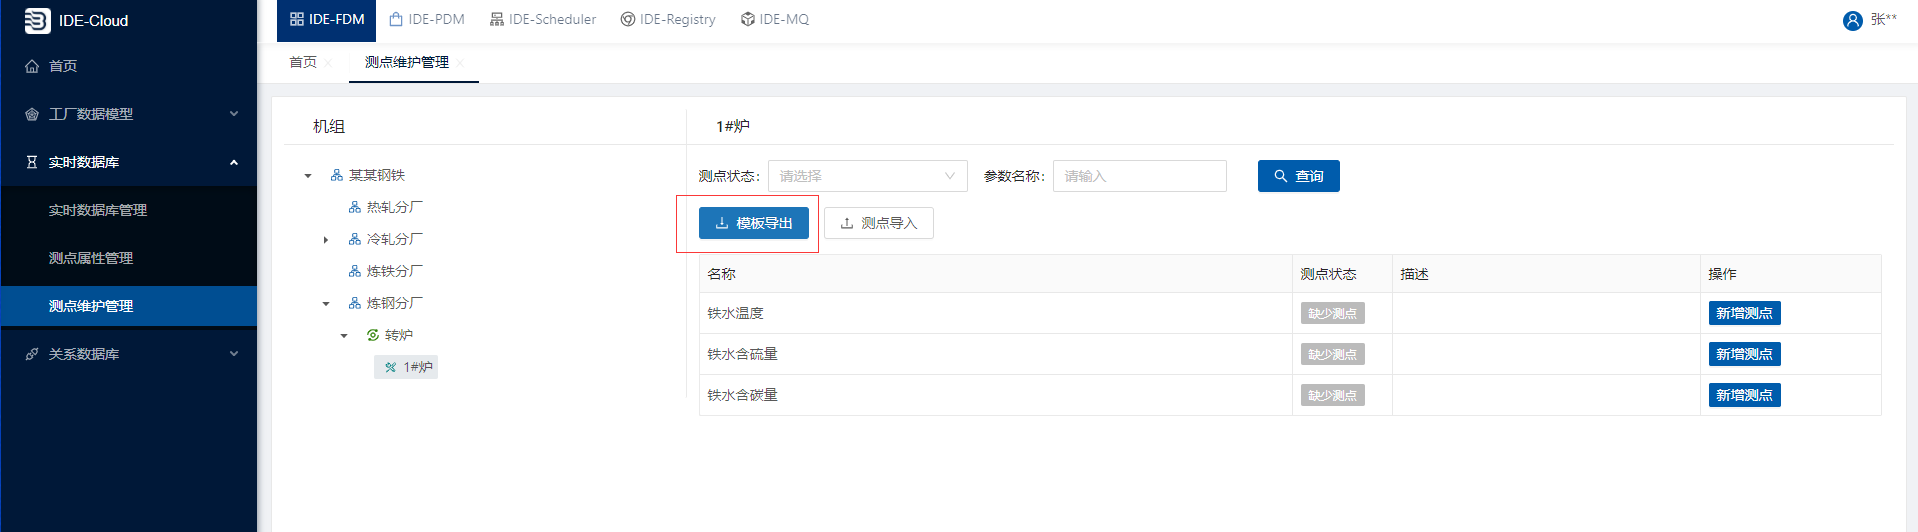 IDE-Cloud
首页
工厂数据模型
实时数据库
实时数据库管理
测点属性管理
测点维护管理
关系数据库
IDE-FDM IDE-PDM IDE-Scheduler IDE-Registry IDE-MQ 张**
首页 测点维护管理
机组
某某钢铁
热轧分厂
冷轧分厂
炼铁分厂
炼钢分厂
转炉
1#炉
1#炉
测点状态: 请选择 参数名称: 请输入 查询
模板导出 测点导入
名称 测点状态 描述 操作
铁水温度 缺少测点 新增测点
铁水含硫量 缺少测点 新增测点
铁水含碳量 缺少测点 新增测点